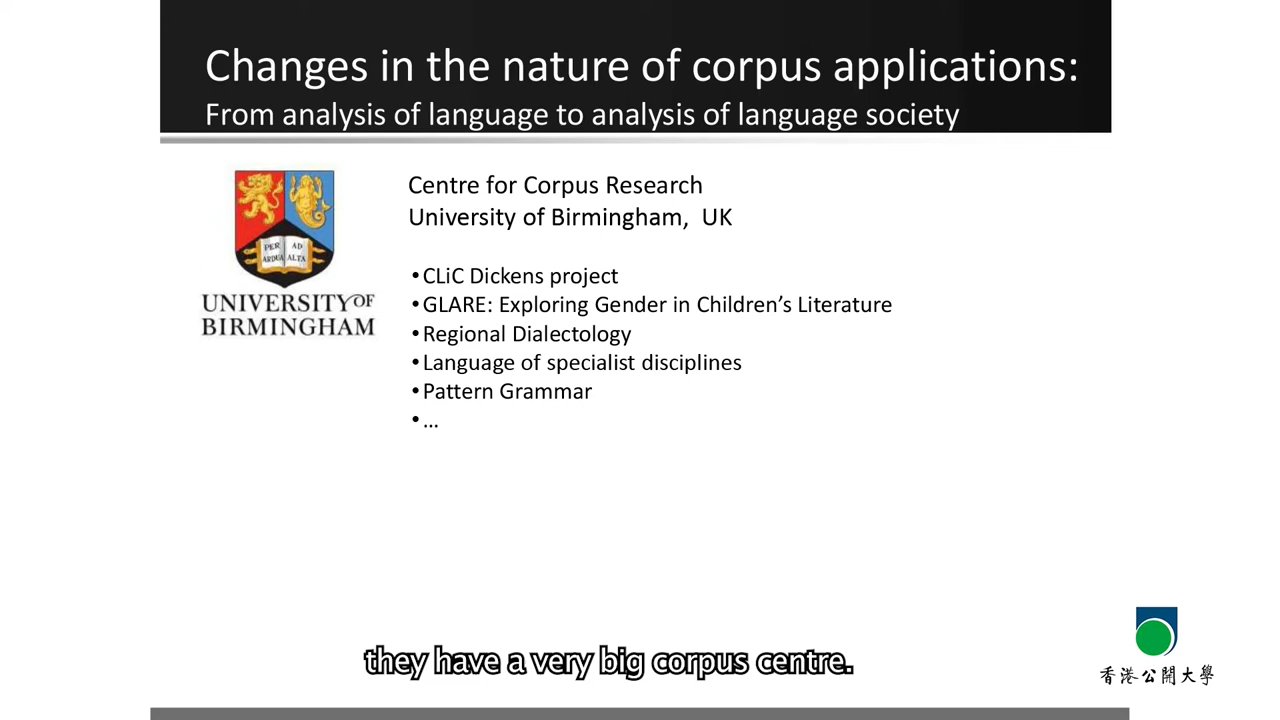 Changes in the nature of corpus applications:
From analysis of language to analysis of language society
PER AD
ARDUA ALTA
UNIVERSITY OF
BIRMINGHAM
Centre for Corpus Research
University of Birmingham, UK
•CLiC Dickens project
•GLARE: Exploring Gender in Children’s Literature
•Regional Dialectology
•Language of specialist disciplines
•Pattern Grammar
•…
they have a very big corpus centre.
香港公開大學